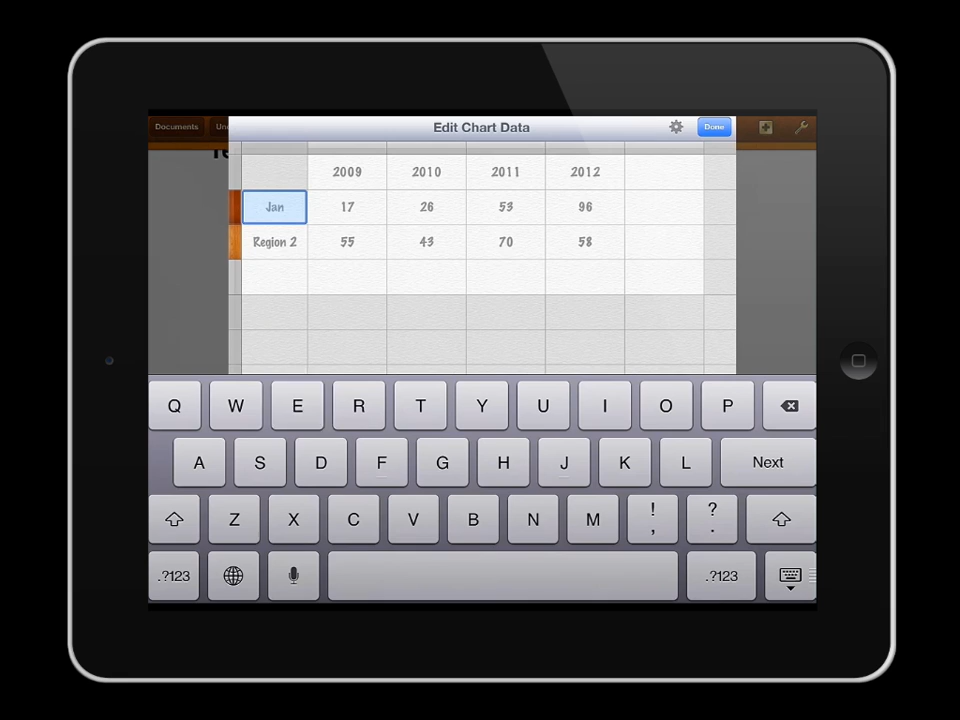 Documents Un Edit Chart Data Done
2009 2010 2011 2012
Jan 17 26 53 96
Region 2 55 43 70 58
Q W E R T Y U I O P
A S D F G H J K L Next
Z X C V B N M ! , ? .
.?123 .?123